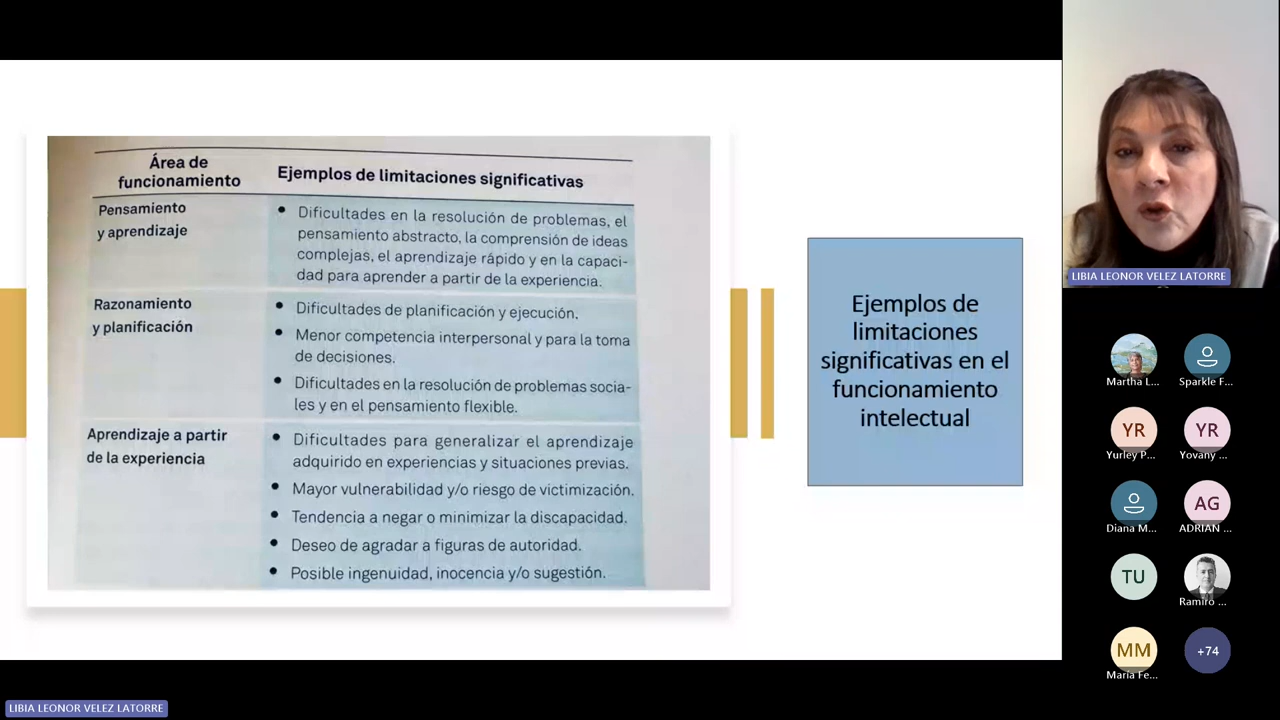 Área de
funcionamiento
Ejemplos de limitaciones significativas
Pensamiento
y aprendizaje
• Dificultades en la resolución de problemas, el
pensamiento abstracto, la comprensión de ideas
complejas, el aprendizaje rápido y en la capaci-
dad para aprender a partir de la experiencia.
Razonamiento
y planificación
• Dificultades de planificación y ejecución.
• Menor competencia interpersonal y para la toma
de decisiones.
• Dificultades en la resolución de problemas socia-
les y en el pensamiento flexible.
Aprendizaje a partir
de la experiencia
• Dificultades para generalizar el aprendizaje
adquirido en experiencias y situaciones previas.
• Mayor vulnerabilidad y/o riesgo de victimización.
• Tendencia a negar o minimizar la discapacidad.
• Deseo de agradar a figuras de autoridad.
• Posible ingenuidad, inocencia y/o sugestión.
Ejemplos de
limitaciones
significativas en el
funcionamiento
intelectual
LIBIA LEONOR VELEZ LATORRE
Martha L...
Sparkle F...
YR
Yurley P...
YR
Yovany ...
Diana M...
AG
ADRIAN ...
TU
Ramiro ...
MM
María Fe...
+74
LIBIA LEONOR VELEZ LATORRE